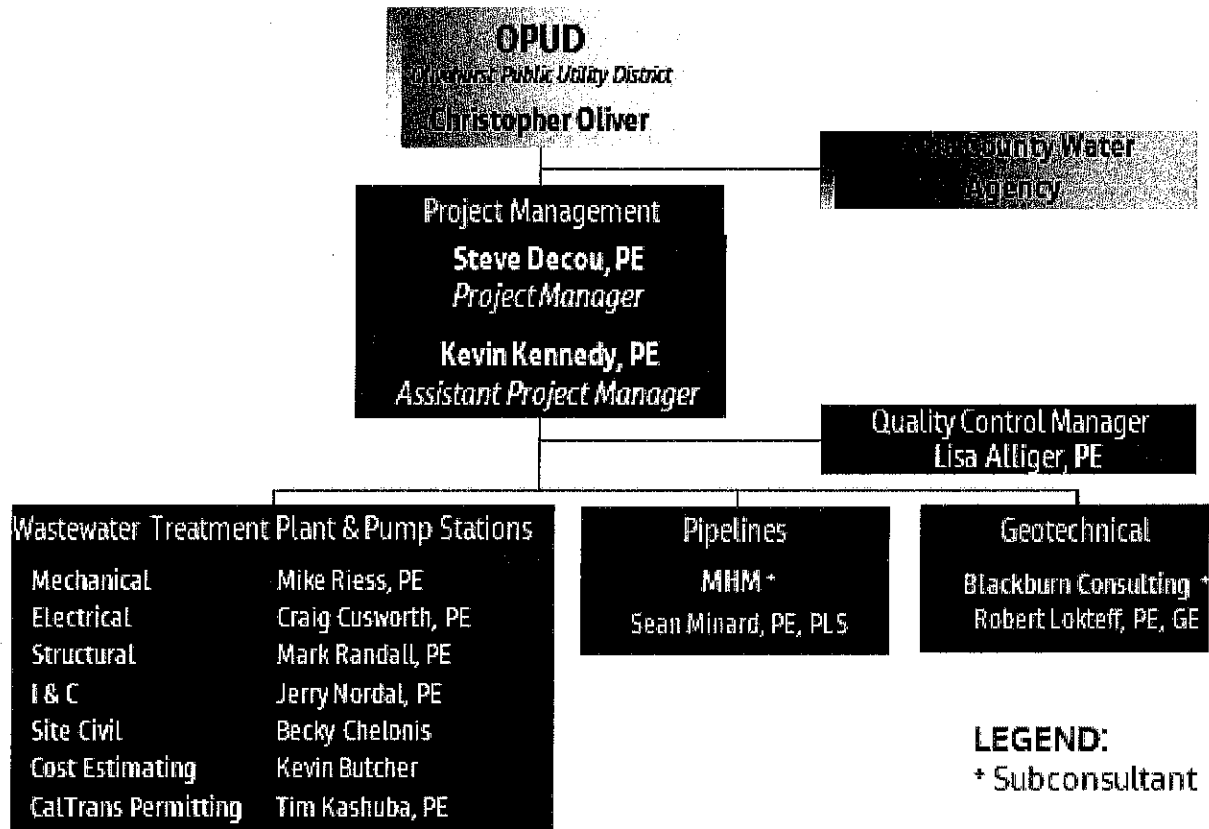 OPUD
Public Utility District
Christopher Oliver
County Water
Agency
Project Management
Steve Decou, PE
Project Manager
Kevin Kennedy, PE
Assistant Project Manager
Quality Control Manager
Lisa Alliger, PE
Wastewater Treatment Plant & Pump Stations
Mechanical Mike Riess, PE
Electrical Craig Cusworth, PE
Structural Mark Randall, PE
I & C Jerry Nordal, PE
Site Civil Becky Chelonis
Cost Estimating Kevin Butcher
CalTrans Permitting Tim Kashuba, PE
Pipelines
MHM +
Sean Minard, PE, PLS
Geotechnical
Blackburn Consulting +
Robert Lokteff, PE, GE
LEGEND:
+ Subconsultant